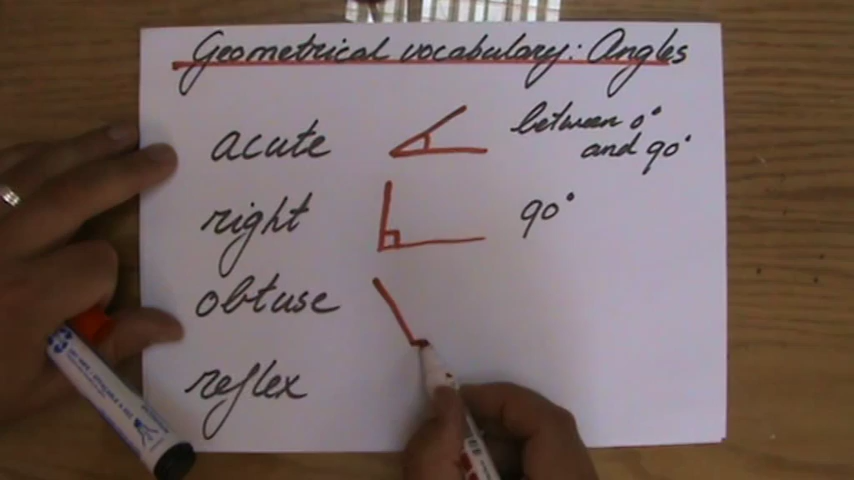 Geometrical vocabulary: Angles
acute
between 0°
and 90°
right
90°
obtuse
reflex